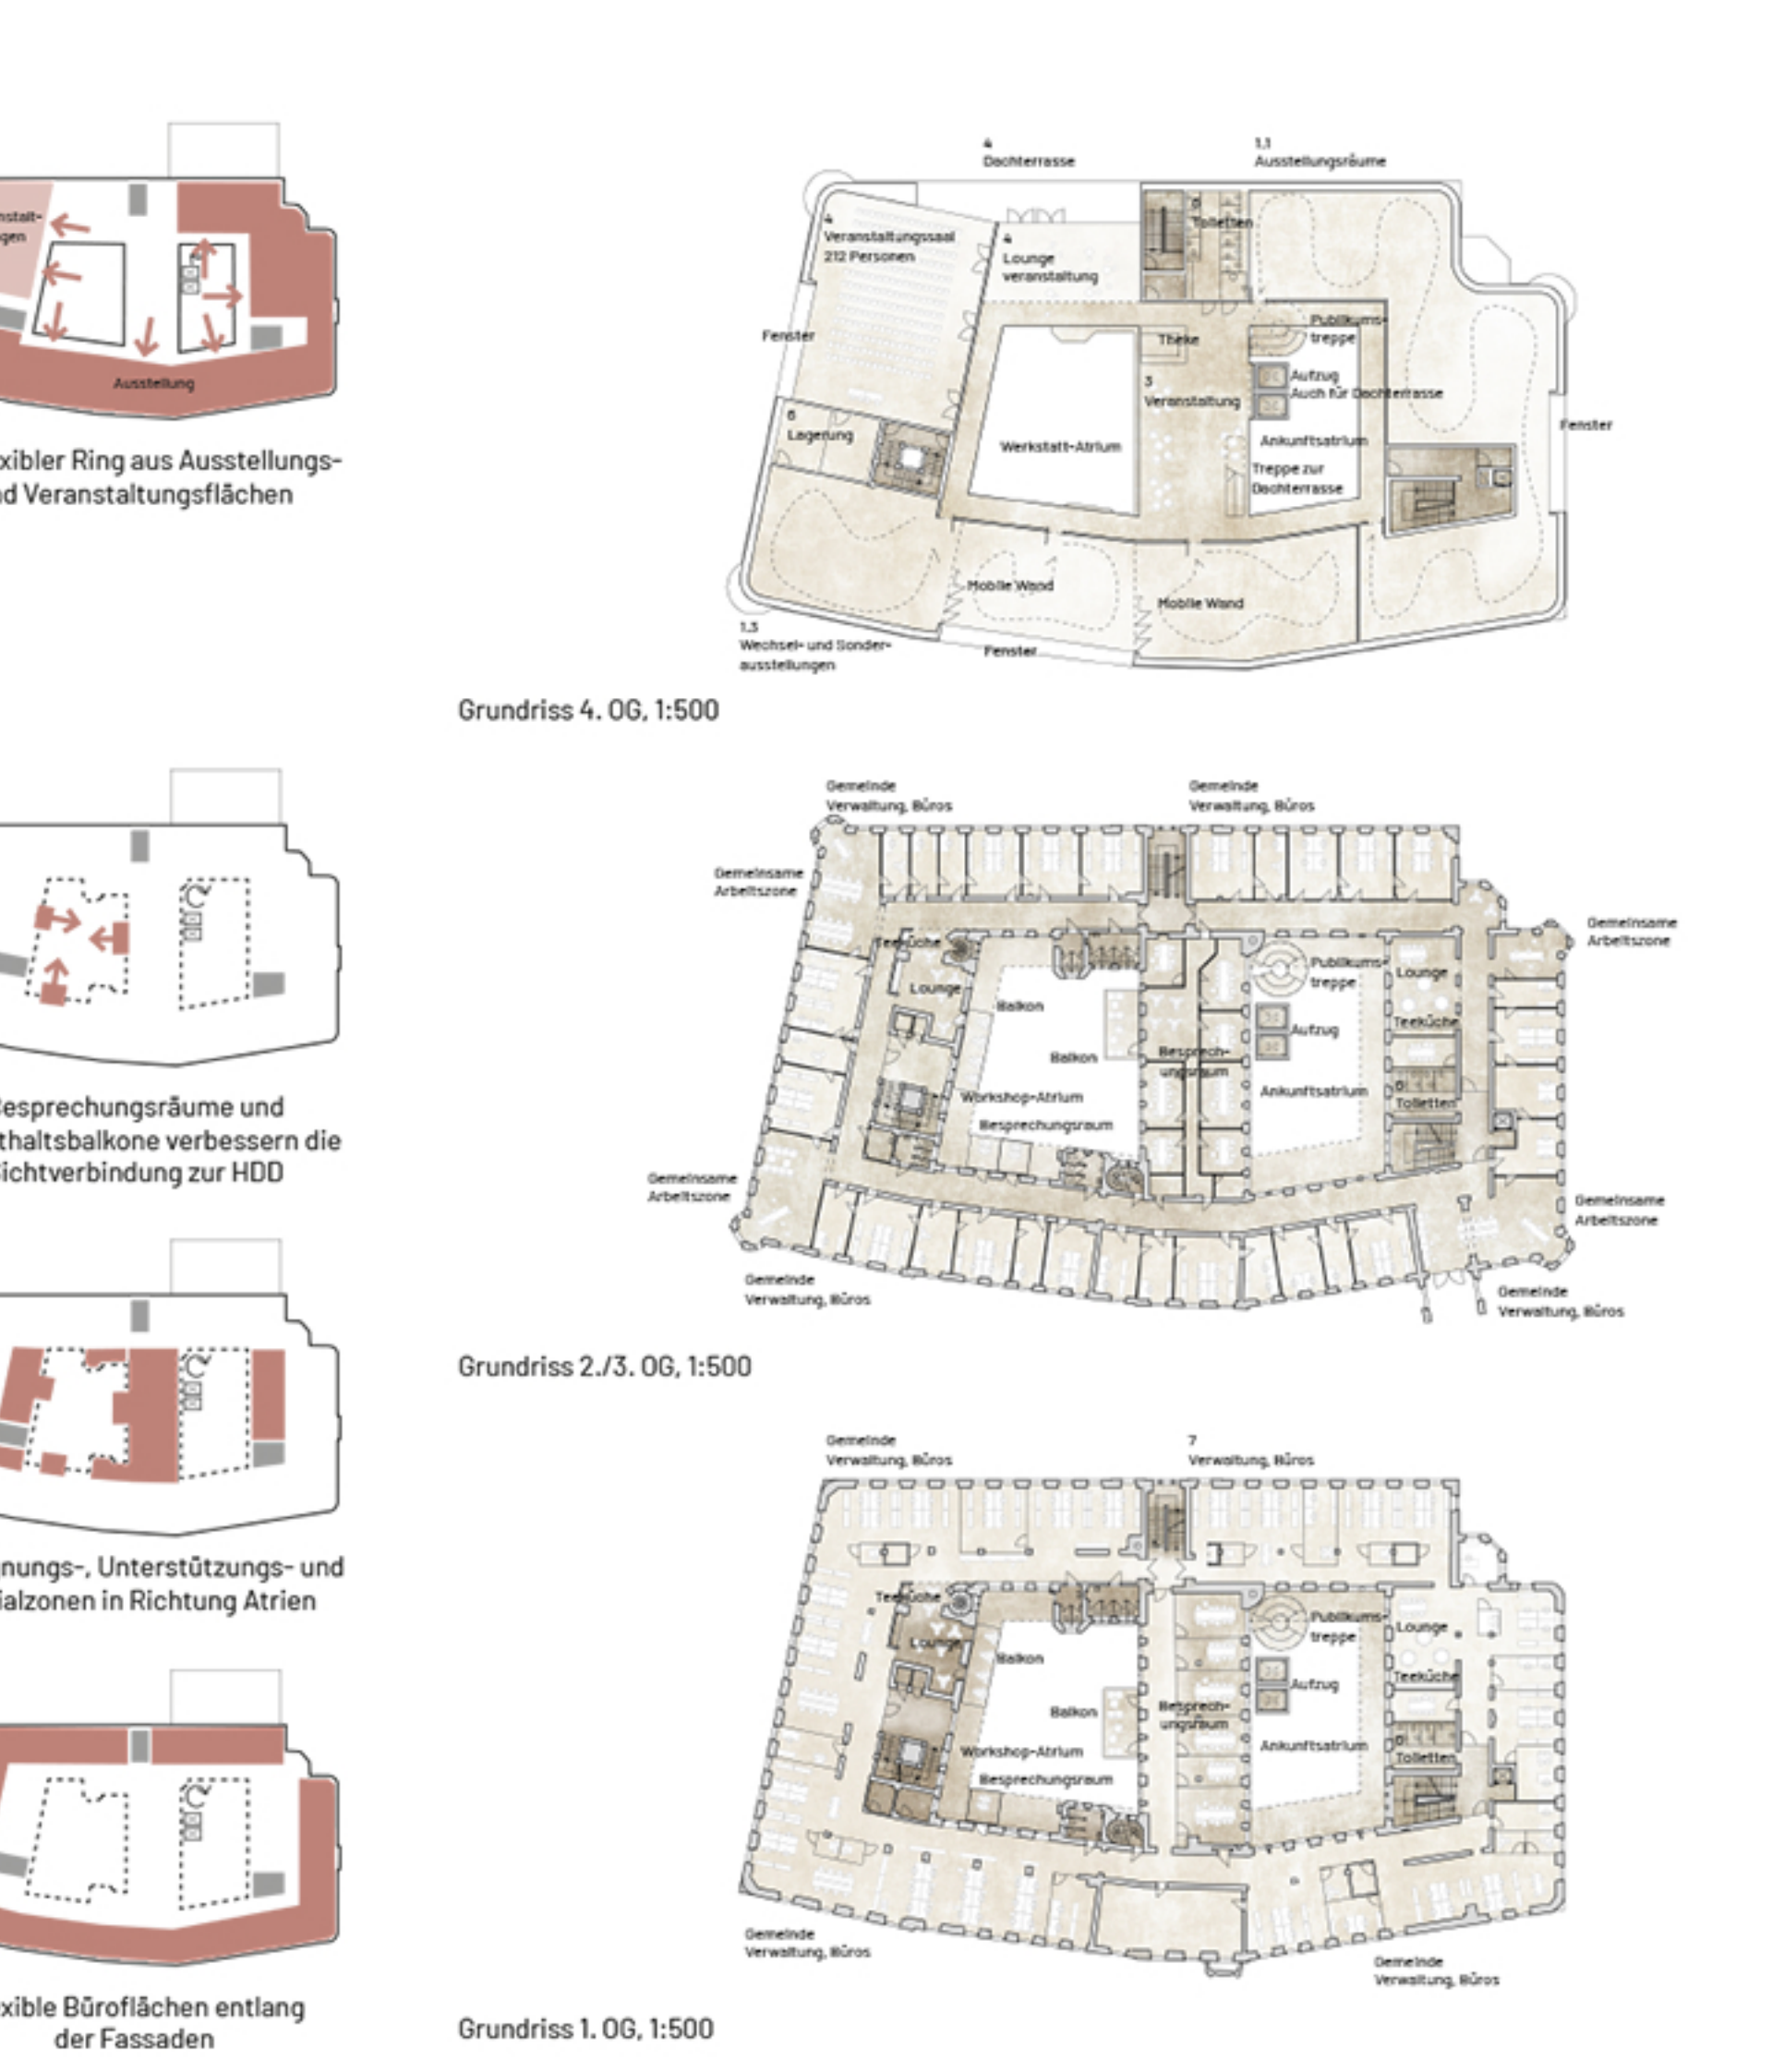 nstalt-
gen
Ausstellung
xibler Ring aus Ausstellungs-
d Veranstaltungsflächen
4
Dachterrasse
1.1
Ausstellungsräume
4
Veranstaltungssaal
212 Personen
4
Lounge
veranstaltung
Toiletten
Fenster
Theke
Publikums-
treppe
3
Veranstaltung
Aufzug
Auch für Dachterrasse
6
Lagerung
Werkstatt-Atrium
Ankunftsatrium
Fenster
Treppe zur
Dachterrasse
Mobile Wand
Mobile Wand
1.3
Wechsel- und Sonder-
ausstellungen
Fenster
Grundriss 4. OG, 1:500
esprechungsräume und
thaltsbalkone verbessern die
ichtverbindung zur HDD
Gemeinde
Verwaltung, Büros
Gemeinde
Verwaltung, Büros
Gemeinsame
Arbeitszone
Gemeinsame
Arbeitszone
Teeküche
Lounge
Balkon
Balkon
Publikums-
treppe
Lounge
Teeküche
Aufzug
Besprech-
ungsraum
Workshop-Atrium
Besprechungsraum
Ankunftsatrium
Toiletten
Gemeinsame
Arbeitszone
Gemeinsame
Arbeitszone
Gemeinde
Verwaltung, Büros
Gemeinde
Verwaltung, Büros
Grundriss 2./3. OG, 1:500
nungs-, Unterstützungs- und
ialzonen in Richtung Atrien
Gemeinde
Verwaltung, Büros
7
Verwaltung, Büros
Teeküche
Lounge
Balkon
Balkon
Publikums-
treppe
Lounge
Teeküche
Aufzug
Besprech-
ungsraum
Workshop-Atrium
Besprechungsraum
Ankunftsatrium
Toiletten
Gemeinde
Verwaltung, Büros
Gemeinde
Verwaltung, Büros
Grundriss 1. OG, 1:500
xible Büroflächen entlang
der Fassaden